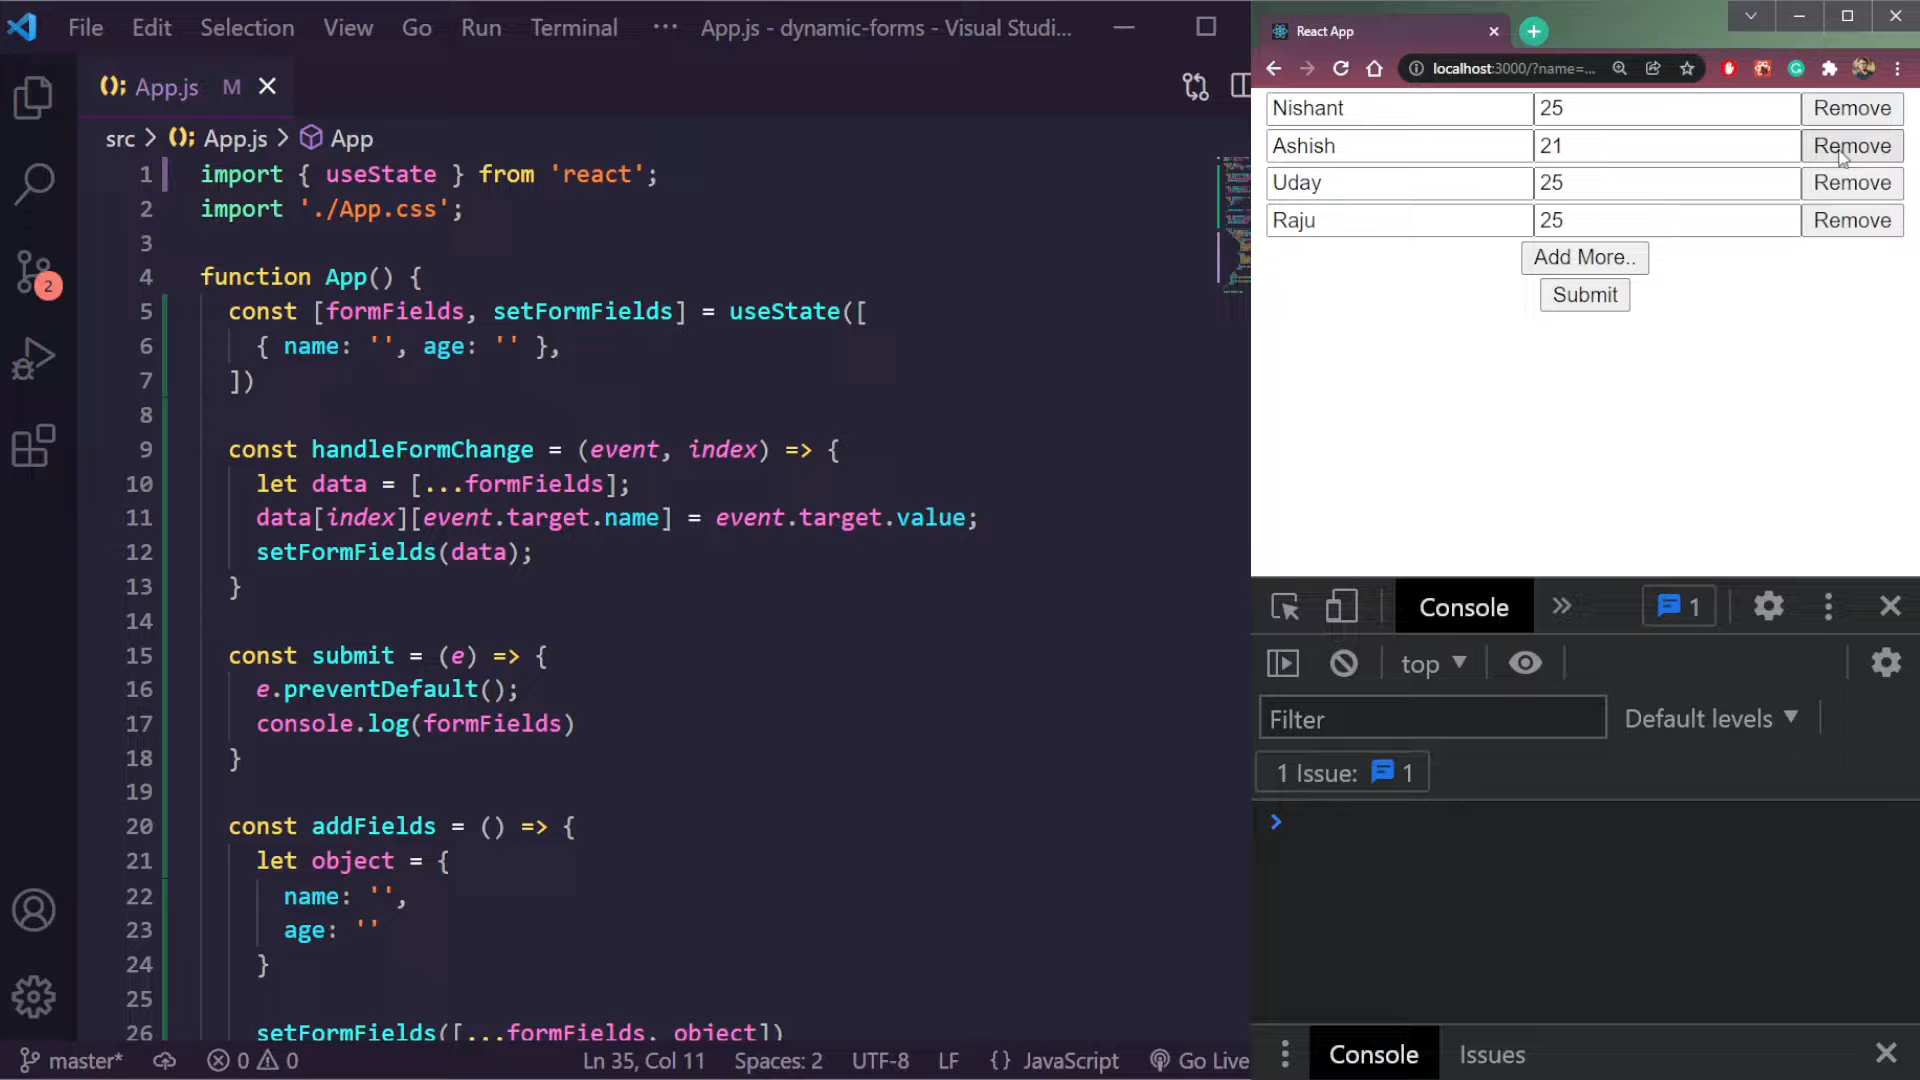 File Edit Selection View Go Run Terminal ··· App.js - dynamic-forms - Visual Studi...
App.js M
src > App.js > App
1 import { useState } from 'react';
2 import './App.css';
3
4 function App() {
5 const [formFields, setFormFields] = useState([
6 { name: '', age: '' },
7 ])
8
9 const handleFormChange = (event, index) => {
10 let data = [...formFields];
11 data[index][event.target.name] = event.target.value;
12 setFormFields(data);
13 }
14
15 const submit = (e) => {
16 e.preventDefault();
17 console.log(formFields)
18 }
19
20 const addFields = () => {
21 let object = {
22 name: '',
23 age: ''
24 }
25
26 setFormFields([...formFields, object])
2
master* 0 0 Ln 35, Col 11 Spaces: 2 UTF-8 LF {} JavaScript Go Live
React App
localhost:3000/?name=...
Nishant 25 Remove
Ashish 21 Remove
Uday 25 Remove
Raju 25 Remove
Add More..
Submit
Console 1
top
Filter Default levels
1 Issue: 1
Console Issues